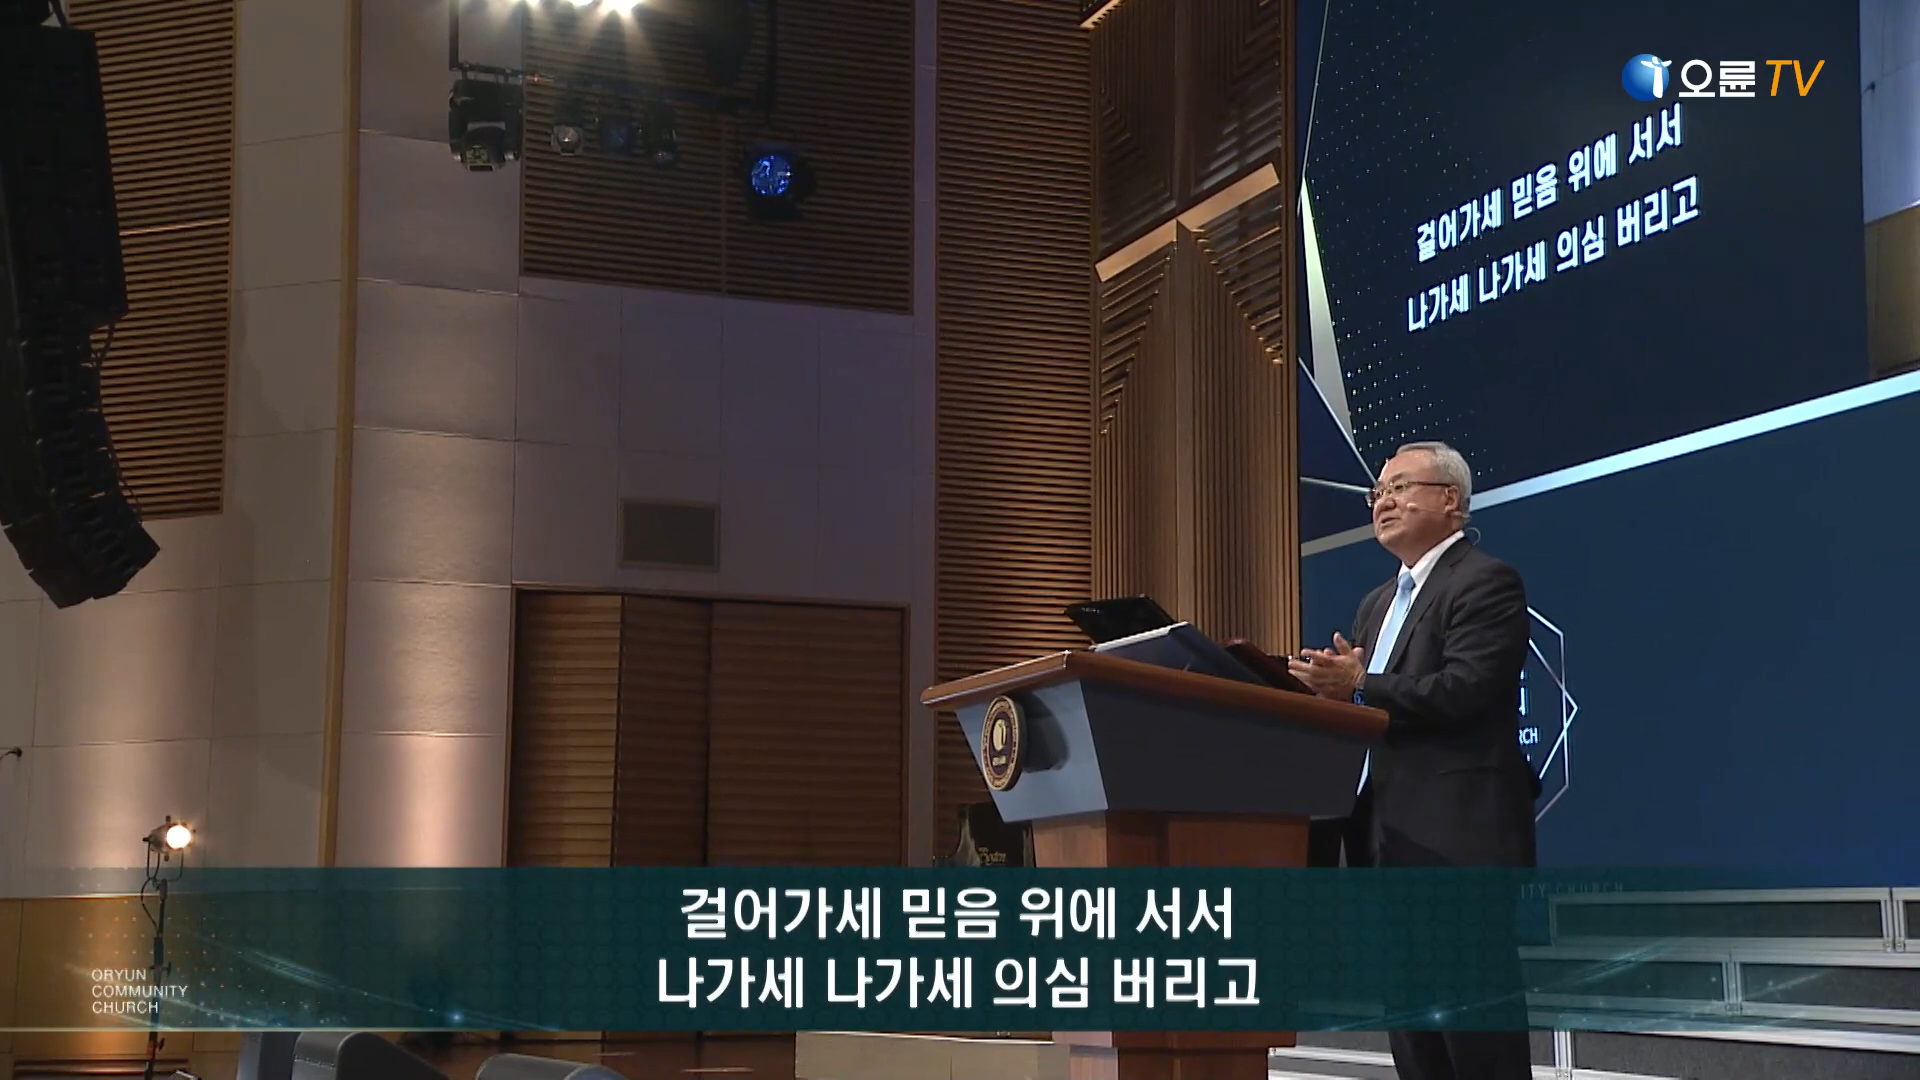 오륜TV
걸어가세 믿음 위에 서서
나가세 나가세 의심 버리고
걸어가세 믿음 위에 서서
나가세 나가세 의심 버리고
ORYUN
COMMUNITY
CHURCH